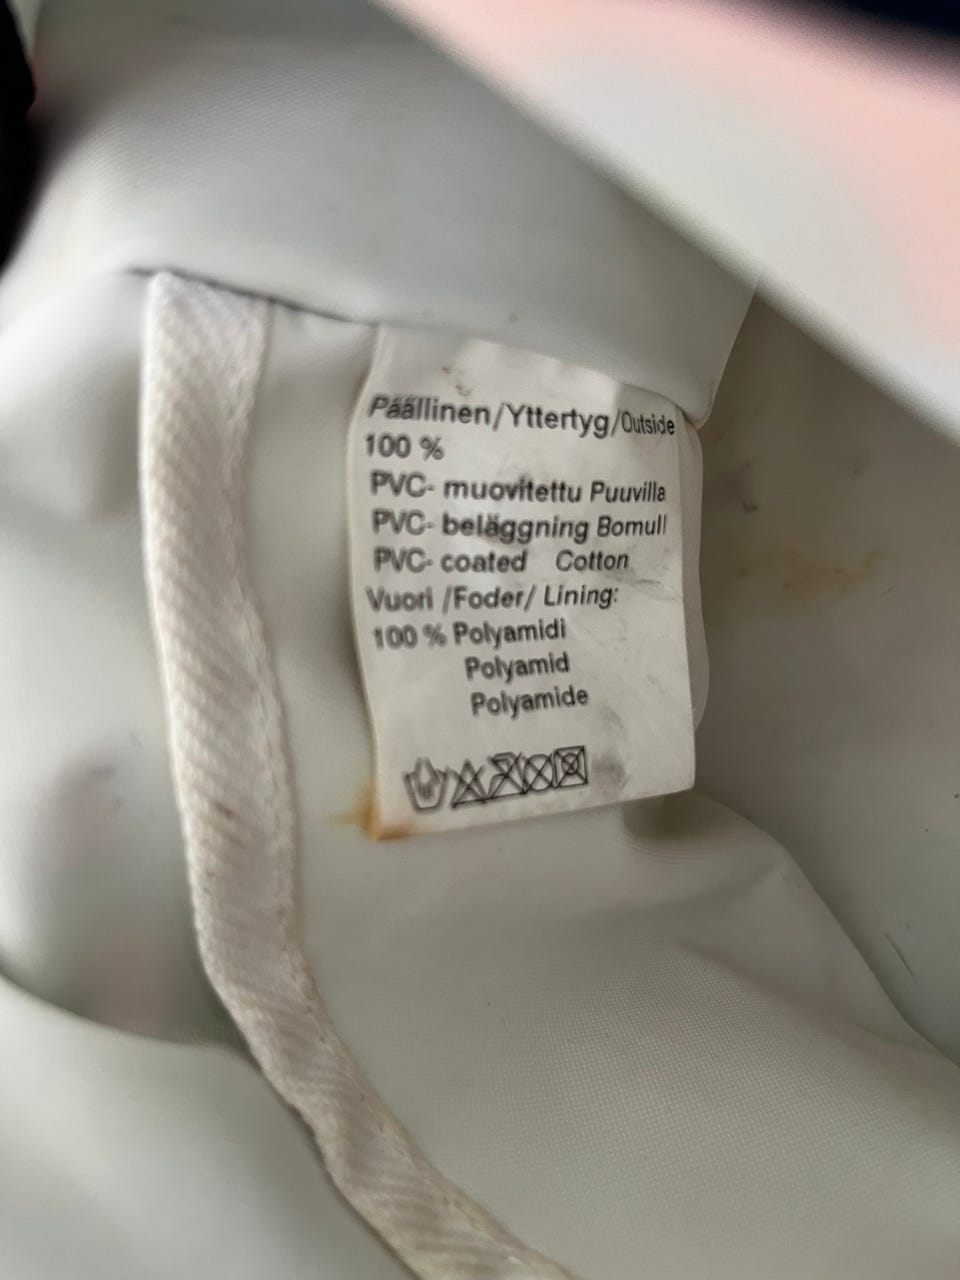 Päällinen/Yttertyg/Outside
100 %
PVC- muovitettu Puuvilla
PVC- beläggning Bomull
PVC- coated Cotton
Vuori /Foder/ Lining:
100 % Polyamidi
Polyamid
Polyamide